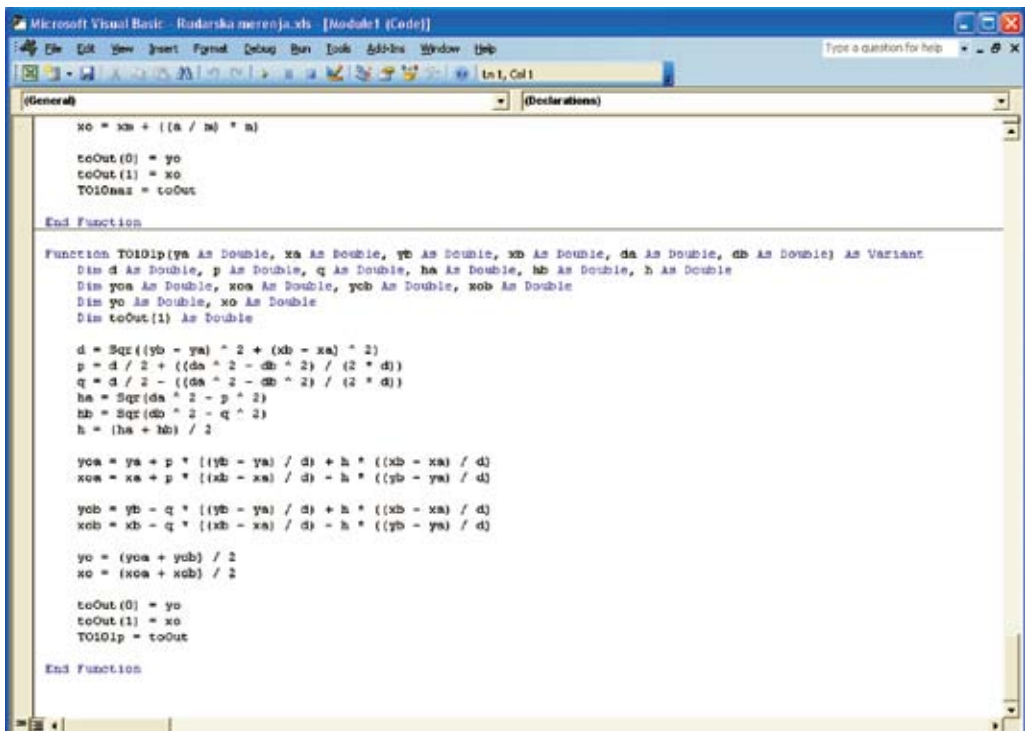 Microsoft Visual Basic - Rudarska merenja.xls - [Module1 (Code)]
File Edit View Insert Format Debug Run Tools Add-Ins Window Help
Type a question for help
Ln 1, Col 1
(General)
(Declarations)
xo = xm + ((n / m) * m)
toOut(0) = yo
toOut(1) = xo
= toOut
End Function
Function TO101p(ya As Double, xa As Double, yb As Double, xb As Double, da As Double, db As Double) As Variant
Dim d As Double, p As Double, q As Double, ha As Double, hb As Double, h As Double
Dim yoa As Double, xoa As Double, yob As Double, xob As Double
Dim yo As Double, xo As Double
Dim toOut(1) As Double
d = Sqr((yb - ya) ^ 2 + (xb - xa) ^ 2)
p = d / 2 + ((da ^ 2 - db ^ 2) / (2 * d))
q = d / 2 - ((da ^ 2 - db ^ 2) / (2 * d))
ha = Sqr(da ^ 2 - p ^ 2)
hb = Sqr(db ^ 2 - q ^ 2)
h = (ha + hb) / 2
yoa = ya + p * ((yb - ya) / d) + h * ((xb - xa) / d)
xoa = xa + p * ((xb - xa) / d) - h * ((yb - ya) / d)
yob = yb - q * ((yb - ya) / d) + h * ((xb - xa) / d)
xob = xb - q * ((xb - xa) / d) - h * ((yb - ya) / d)
yo = (yoa + yob) / 2
xo = (xoa + xob) / 2
toOut(0) = yo
toOut(1) = xo
TO101p = toOut
End Function